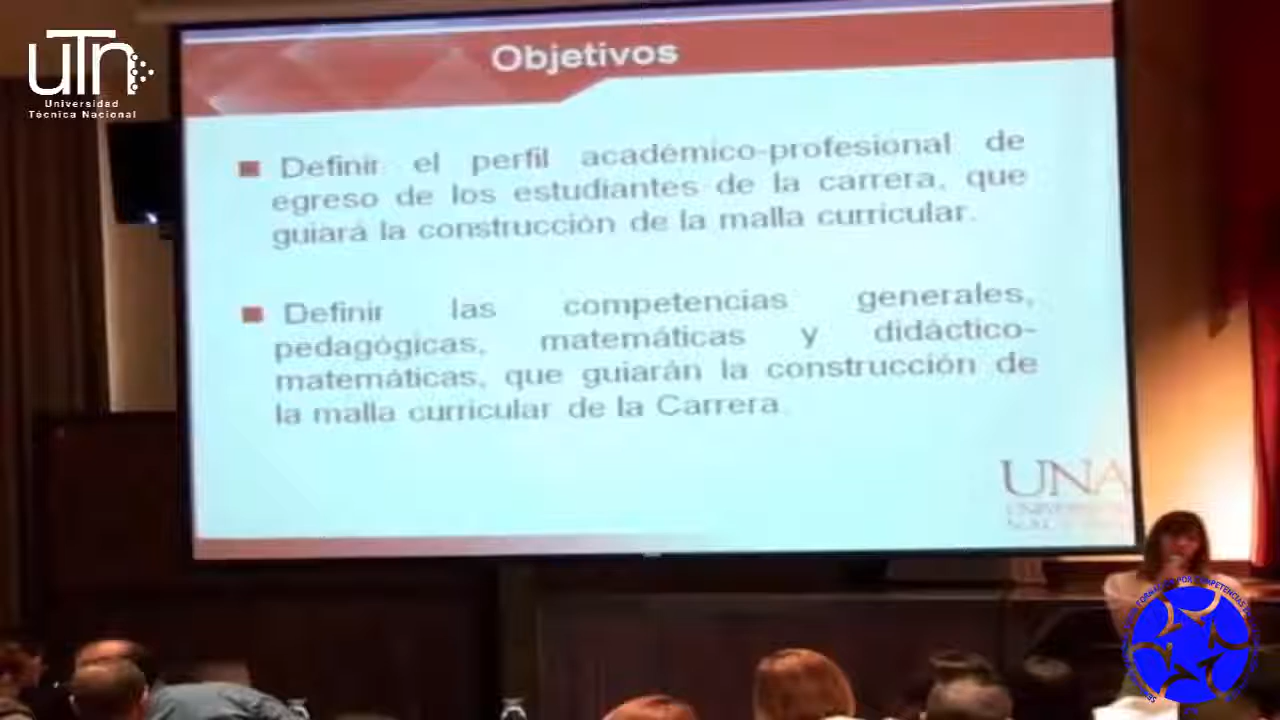 uTn
Universidad
Técnica Nacional
Objetivos
Definir el perfil académico-profesional de
egreso de los estudiantes de la carrera, que
guiará la construcción de la malla curricular.
Definir las competencias generales,
pedagógicas, matemáticas y didáctico-
matemáticas, que guiarán la construcción de
la malla curricular de la Carrera.
UNA